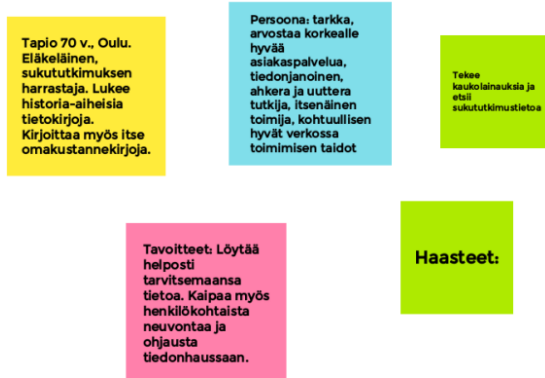 Tapio 70 v., Oulu.
Eläkeläinen,
sukututkimuksen
harrastaja. Lukee
historia-aiheisia
tietokirjoja.
Kirjoittaa myös itse
omakustannekirjoja.
Persoona: tarkka,
arvostaa korkealle
hyvää
asiakaspalvelua,
tiedonjanoinen,
ahkera ja uuttera
tutkija, itsenäinen
toimija, kohtuullisen
hyvät verkossa
toimimisen taidot
Tekee
kaukolainauksia ja
etsii
sukututkimustietoa
Tavoitteet: Löytää
helposti
tarvitsemaansa
tietoa. Kaipaa myös
henkilökohtaista
neuvontaa ja
ohjausta
tiedonhaussaan.
Haasteet: